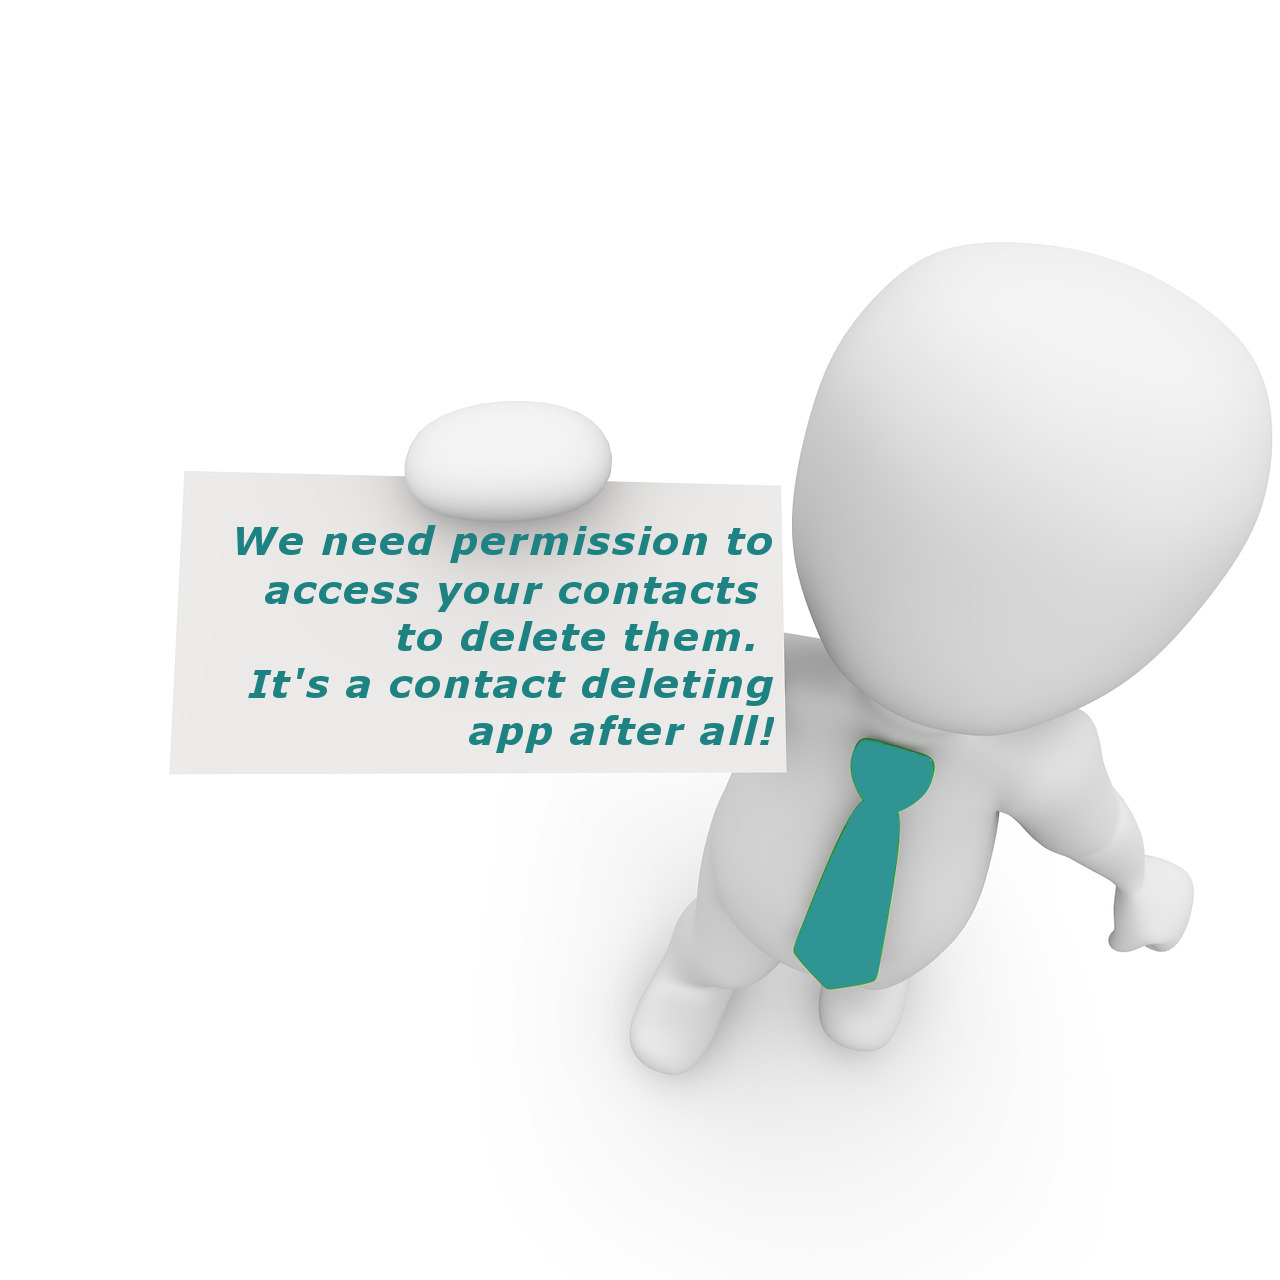 We need permission to
access your contacts
to delete them.
It's a contact deleting
app after all!